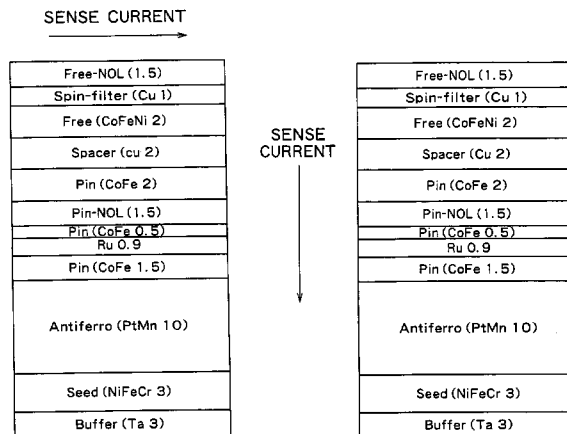 SENSE CURRENT
Free-NOL (1.5)
Spin-filter (Cu 1)
Free (CoFeNi 2)
Spacer (cu 2)
Pin (CoFe 2)
Pin-NOL (1.5)
Pin (CoFe 0.5)
Ru 0.9
Pin (CoFe 1.5)
Antiferro (PtMn 10)
Seed (NiFeCr 3)
Buffer (Ta 3)
SENSE
CURRENT
Free-NOL (1.5)
Spin-filter (Cu 1)
Free (CoFeNi 2)
Spacer (Cu 2)
Pin (CoFe 2)
Pin-NOL (1.5)
Pin (CoFe 0.5)
Ru 0.9
Pin (CoFe 1.5)
Antiferro (PtMn 10)
Seed (NiFeCr 3)
Buffer (Ta 3)